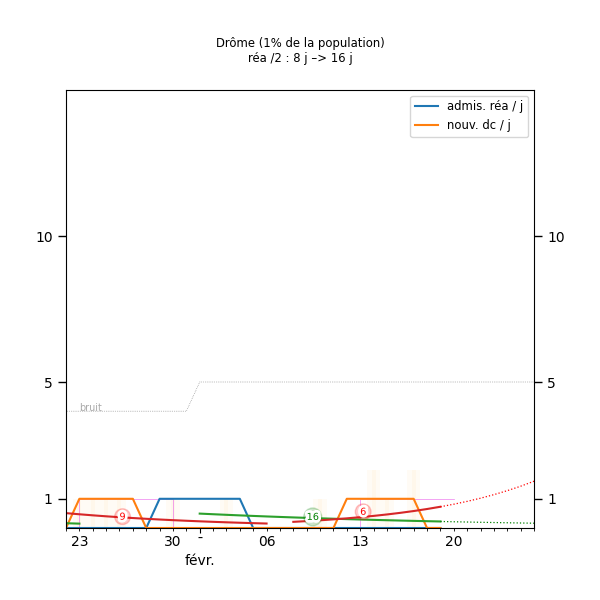 Drôme (1% de la population)
réa /2 : 8 j –> 16 j
admis. réa / j
nouv. dc / j
10
10
5
5
bruit
1
1
9
16
6
23
30
-
06
13
20
févr.